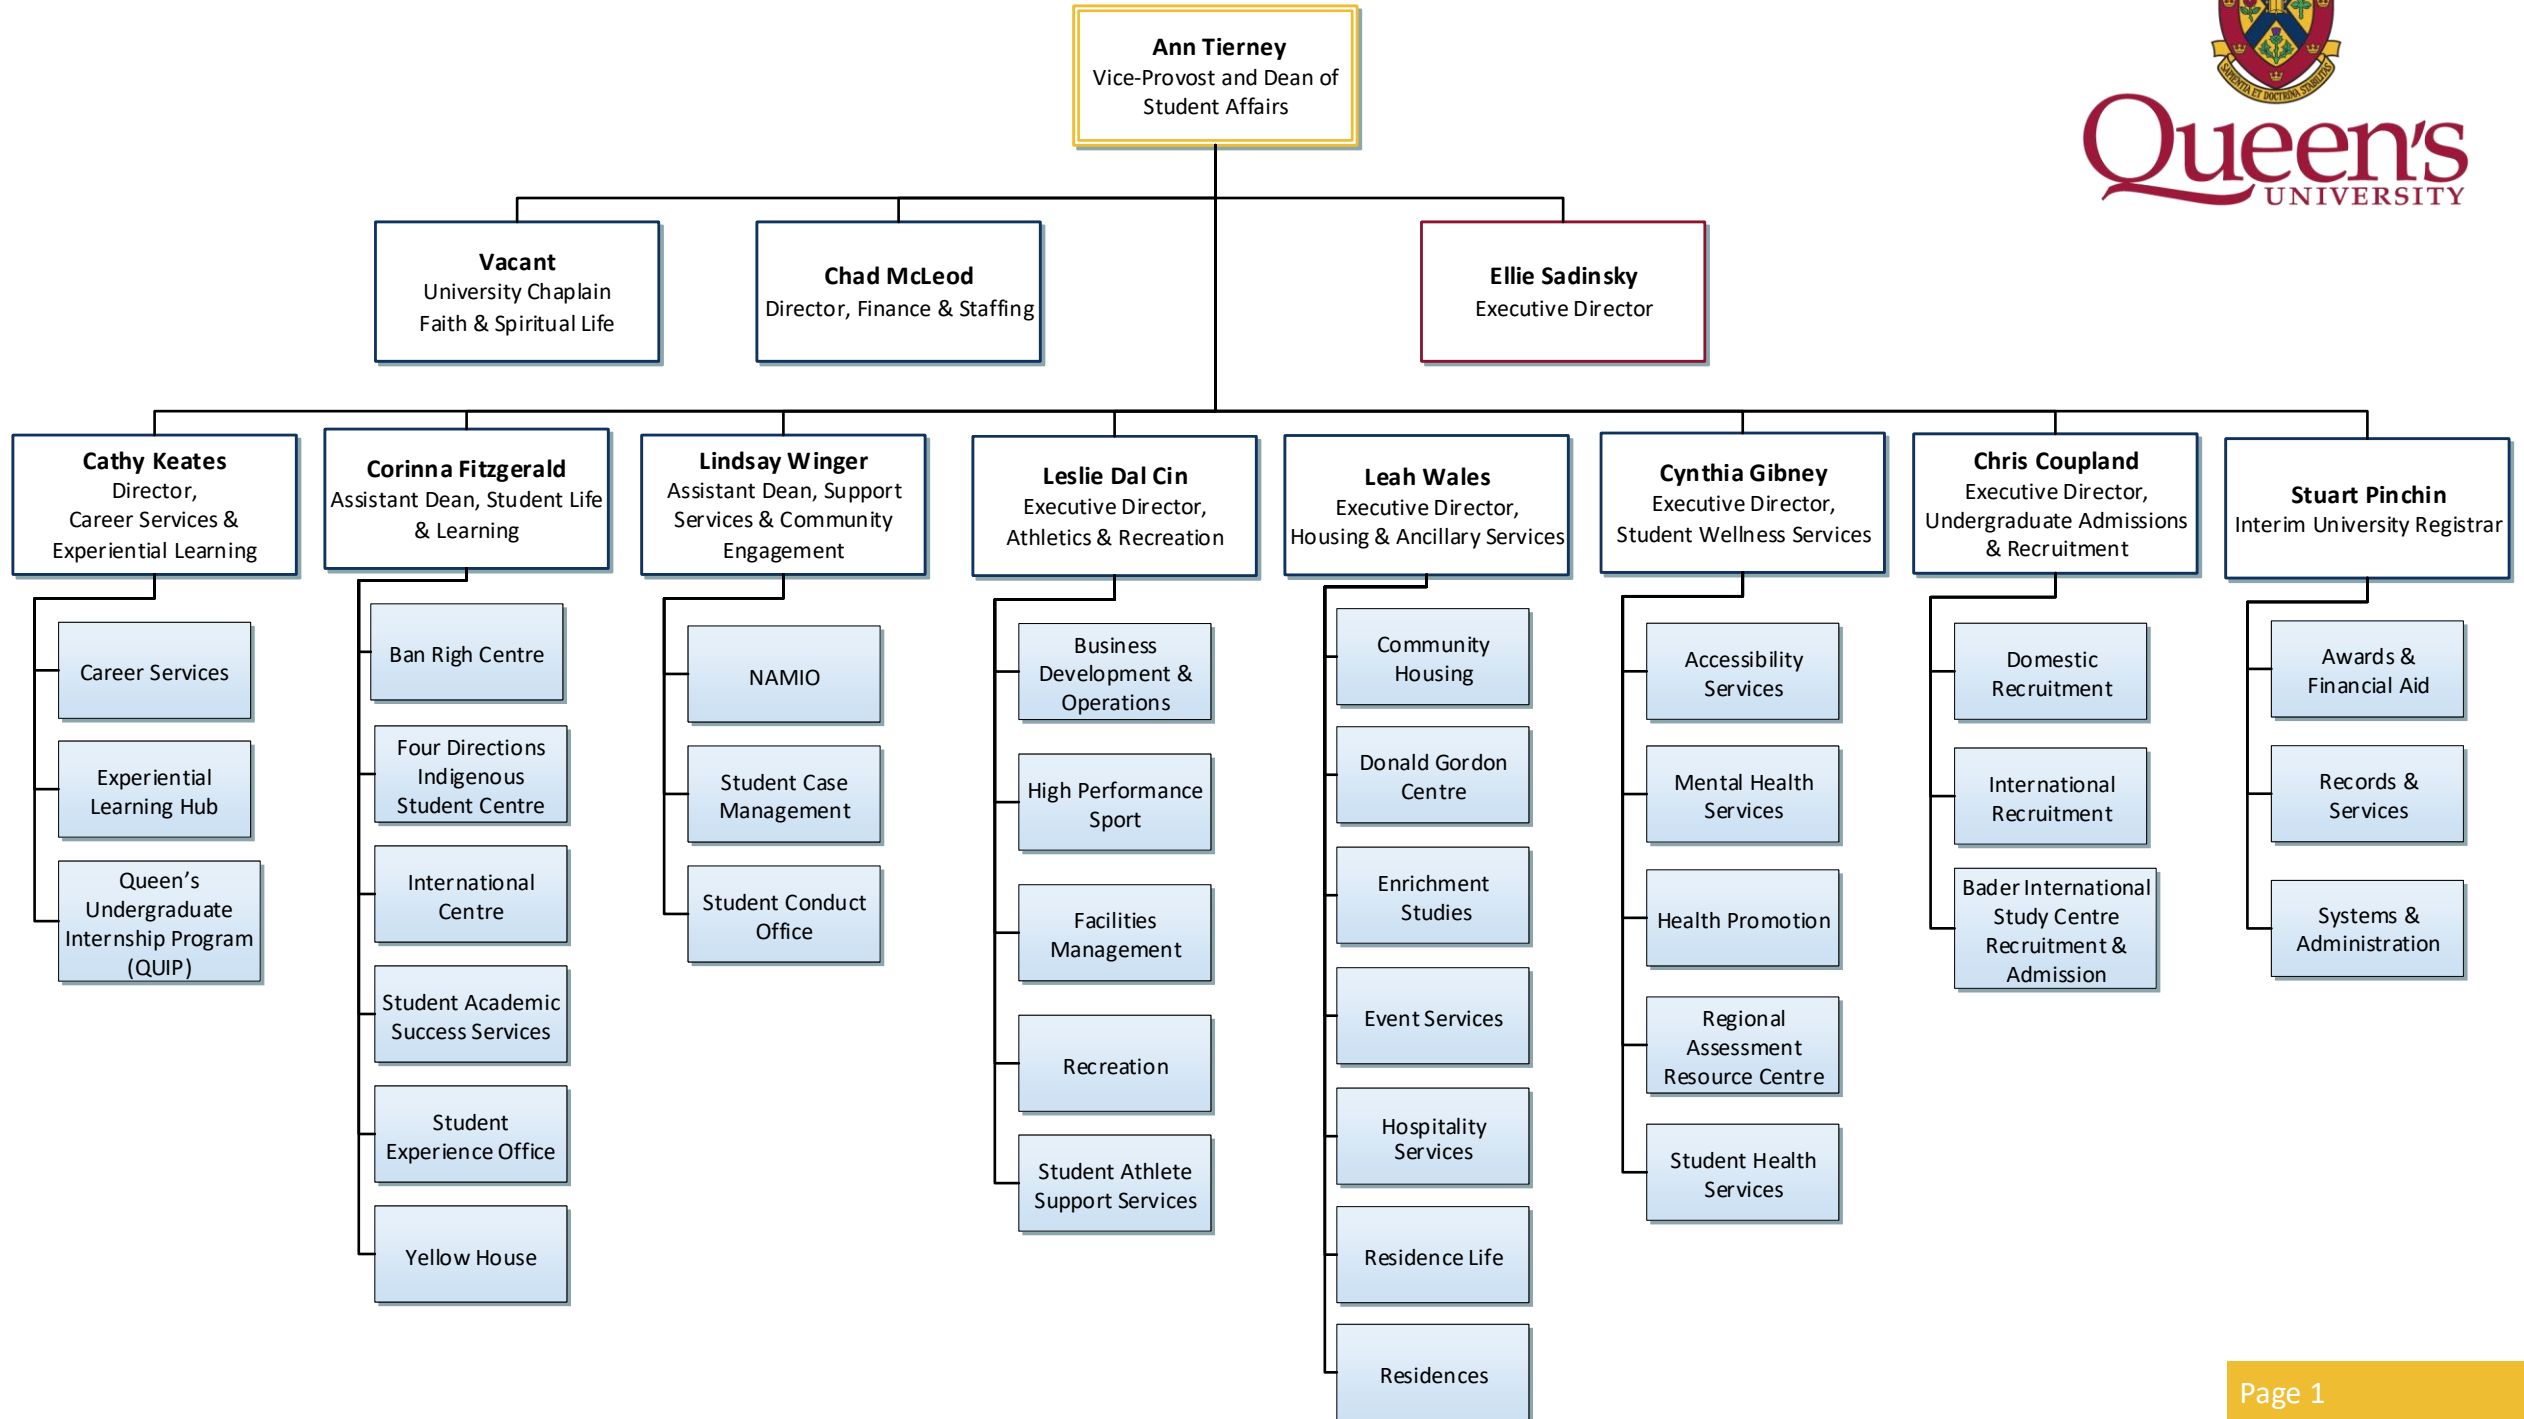 Ann Tierney
Vice-Provost and Dean of
Student Affairs
SAPIENTIA ET DOCTRINA STABILITAS
Queen's
UNIVERSITY
Vacant
University Chaplain
Faith & Spiritual Life
Chad McLeod
Director, Finance & Staffing
Ellie Sadinsky
Executive Director
Cathy Keates
Director,
Career Services &
Experiential Learning
Corinna Fitzgerald
Assistant Dean, Student Life
& Learning
Lindsay Winger
Assistant Dean, Support
Services & Community
Engagement
Leslie Dal Cin
Executive Director,
Athletics & Recreation
Leah Wales
Executive Director,
Housing & Ancillary Services
Cynthia Gibney
Executive Director,
Student Wellness Services
Chris Coupland
Executive Director,
Undergraduate Admissions
& Recruitment
Stuart Pinchin
Interim University Registrar
Career Services
Experiential
Learning Hub
Queen’s
Undergraduate
Internship Program
(QUIP)
Ban Righ Centre
Four Directions
Indigenous
Student Centre
International
Centre
Student Academic
Success Services
Student
Experience Office
Yellow House
NAMIO
Student Case
Management
Student Conduct
Office
Business
Development &
Operations
High Performance
Sport
Facilities
Management
Recreation
Student Athlete
Support Services
Community
Housing
Donald Gordon
Centre
Enrichment
Studies
Event Services
Hospitality
Services
Residence Life
Residences
Accessibility
Services
Mental Health
Services
Health Promotion
Regional
Assessment
Resource Centre
Student Health
Services
Domestic
Recruitment
International
Recruitment
Bader International
Study Centre
Recruitment &
Admission
Awards &
Financial Aid
Records &
Services
Systems &
Administration
Page 1